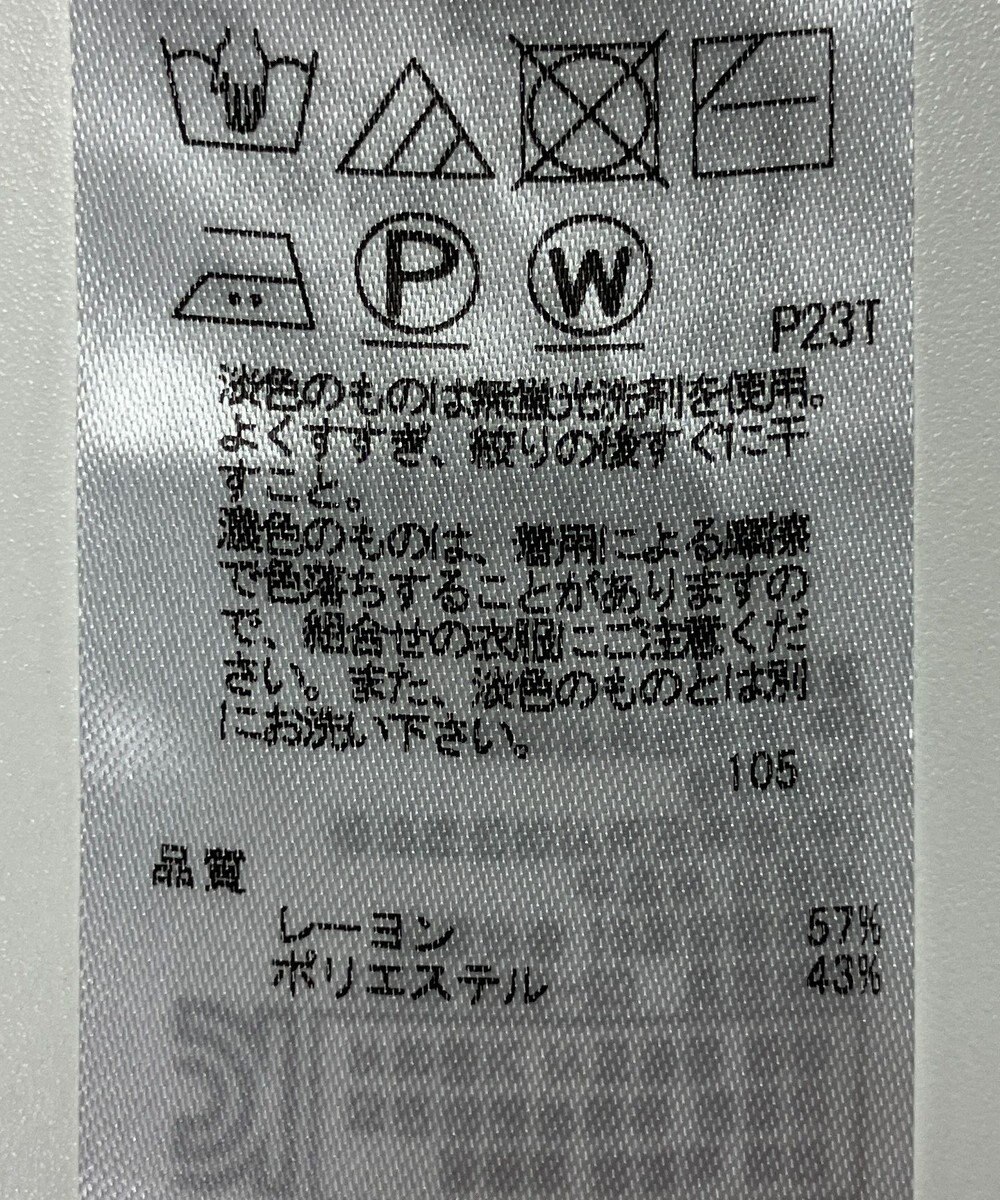 P
W
P23T
淡色のものは無蛍光洗剤を使用。
よくすすぎ、絞りの後すぐに干
すこと。
濃色のものは、着用による摩擦
で色落ちすることがありますの
で、組合せの衣服にご注意くだ
さい。また、淡色のものとは別
にお洗い下さい。
105
品質
レーヨン 57%
ポリエステル 43%